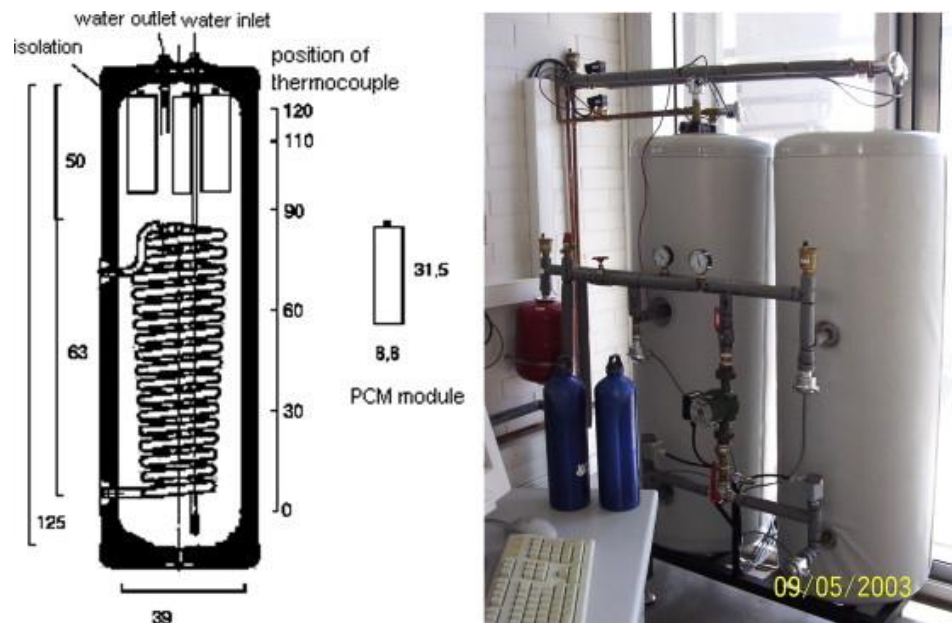 water outlet water inlet
isolation
position of
thermocouple
120
110
50
90
31,5
60
63
8,8
PCM module
30
0
125
39
09/05/2003